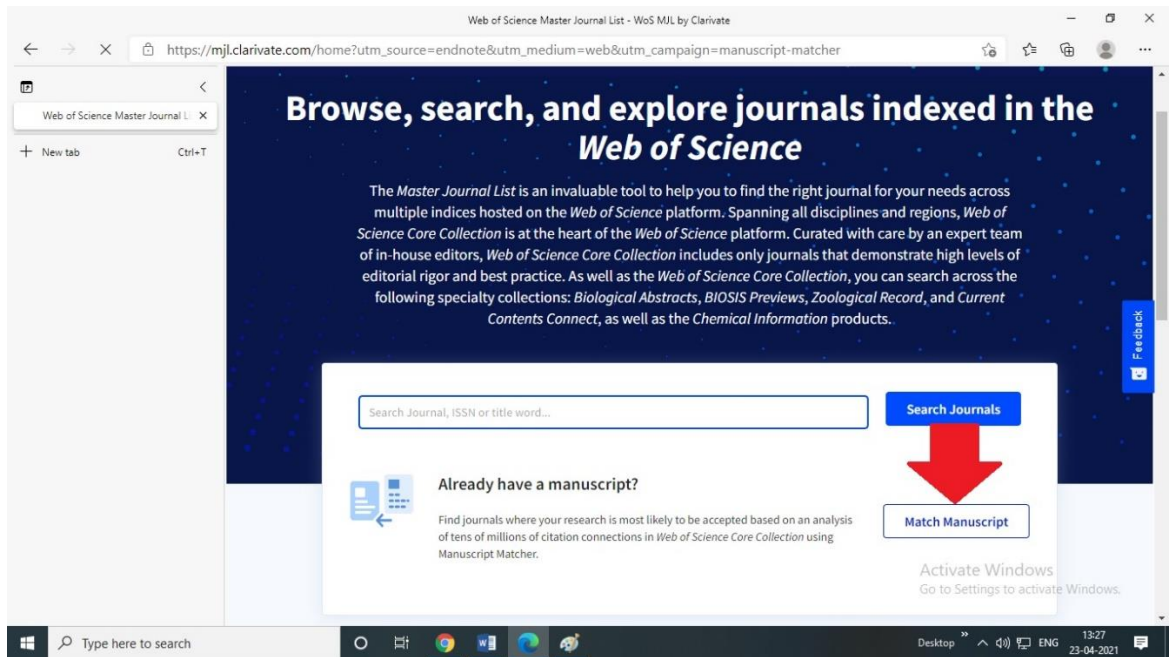 Web of Science Master Journal List - WoS MJL by Clarivate
https://mjl.clarivate.com/home?utm_source=endnote&utm_medium=web&utm_campaign=manuscript-matcher
Web of Science Master Journal L
New tab Ctrl+T
Browse, search, and explore journals indexed in the
Web of Science
The Master Journal List is an invaluable tool to help you to find the right journal for your needs across
multiple indices hosted on the Web of Science platform. Spanning all disciplines and regions, Web of
Science Core Collection is at the heart of the Web of Science platform. Curated with care by an expert team
of in-house editors, Web of Science Core Collection includes only journals that demonstrate high levels of
editorial rigor and best practice. As well as the Web of Science Core Collection, you can search across the
following specialty collections: Biological Abstracts, BIOSIS Previews, Zoological Record, and Current
Contents Connect, as well as the Chemical Information products.
Feedback
Search Journal, ISSN or title word...
Search Journals
Already have a manuscript?
Find journals where your research is most likely to be accepted based on an analysis
of tens of millions of citation connections in Web of Science Core Collection using
Manuscript Matcher.
Match Manuscript
Activate Windows
Go to Settings to activate Windows.
Type here to search
Desktop
ENG
13:27
23-04-2021